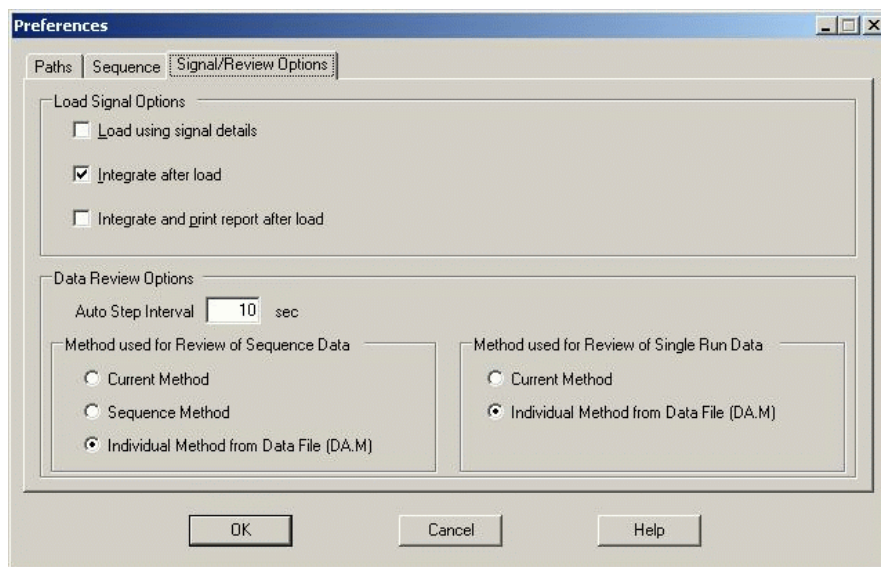 Preferences
Paths
Sequence
Signal/Review Options
Load Signal Options
Load using signal details
Integrate after load
Integrate and print report after load
Data Review Options
Auto Step Interval 10 sec
Method used for Review of Sequence Data
Current Method
Sequence Method
Individual Method from Data File (DA.M)
Method used for Review of Single Run Data
Current Method
Individual Method from Data File (DA.M)
OK
Cancel
Help